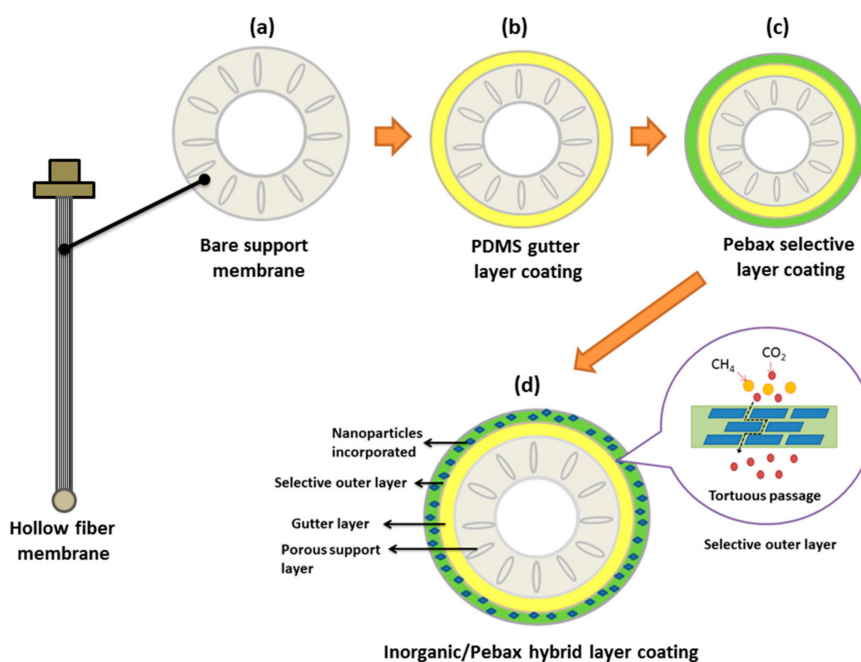 (a)
(b)
(c)
Bare support
membrane
PDMS gutter
layer coating
Pebax selective
layer coating
Hollow fiber
membrane
(d)
Nanoparticles
incorporated
Selective outer layer
Gutter layer
Porous support
layer
CH₄
CO₂
Tortuous passage
Selective outer layer
Inorganic/Pebax hybrid layer coating